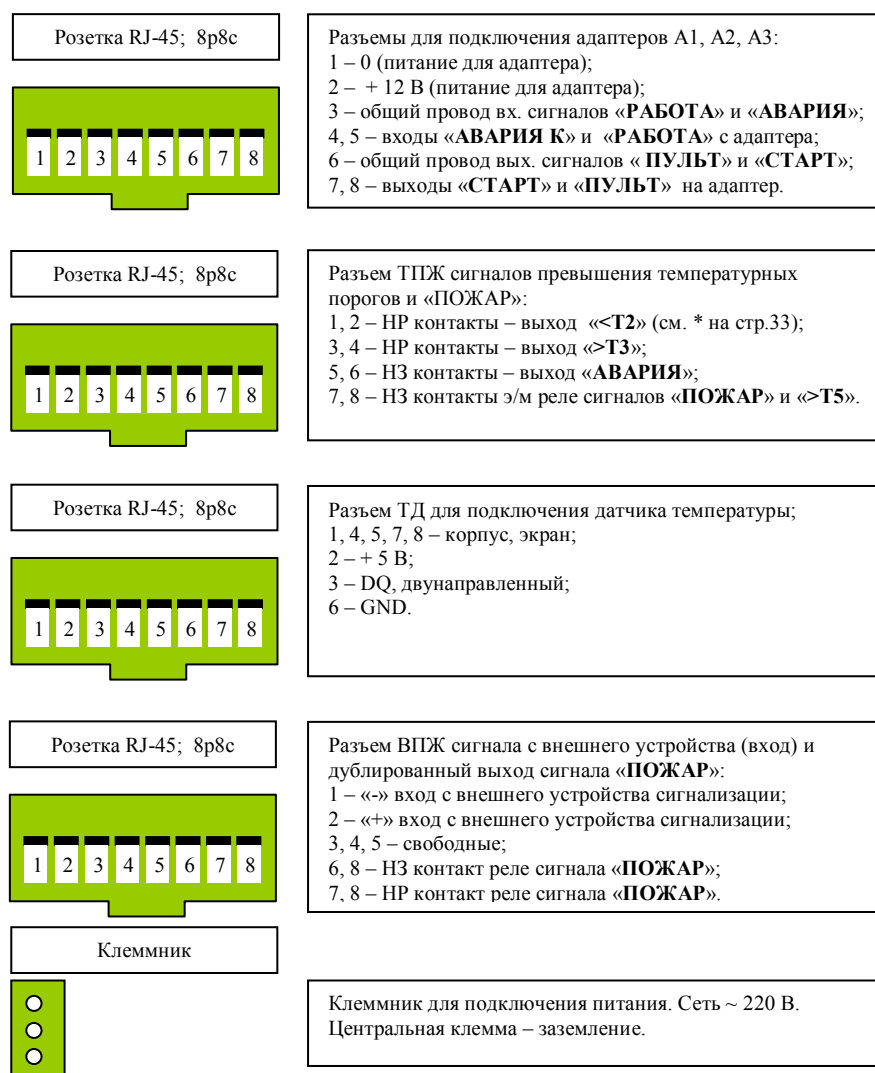 Розетка RJ-45; 8р8с
1 2 3 4 5 6 7 8
Разъемы для подключения адаптеров А1, А2, А3:
1 – 0 (питание для адаптера);
2 – + 12 В (питание для адаптера);
3 – общий провод вх. сигналов «РАБОТА» и «АВАРИЯ»;
4, 5 – входы «АВАРИЯ К» и «РАБОТА» с адаптера;
6 – общий провод вых. сигналов « ПУЛЬТ» и «СТАРТ»;
7, 8 – выходы «СТАРТ» и «ПУЛЬТ» на адаптер.
Розетка RJ-45; 8р8с
1 2 3 4 5 6 7 8
Разъем ТПЖ сигналов превышения температурных
порогов и «ПОЖАР»:
1, 2 – НР контакты – выход «<Т2» (см. * на стр.33);
3, 4 – НР контакты – выход «>Т3»;
5, 6 – НЗ контакты – выход «АВАРИЯ»;
7, 8 – НЗ контакты э/м реле сигналов «ПОЖАР» и «>Т5».
Розетка RJ-45; 8р8с
1 2 3 4 5 6 7 8
Разъем ТД для подключения датчика температуры;
1, 4, 5, 7, 8 – корпус, экран;
2 – + 5 В;
3 – DQ, двунаправленный;
6 – GND.
Розетка RJ-45; 8р8с
1 2 3 4 5 6 7 8
Разъем ВПЖ сигнала с внешнего устройства (вход) и
дублированный выход сигнала «ПОЖАР»:
1 – «-» вход с внешнего устройства сигнализации;
2 – «+» вход с внешнего устройства сигнализации;
3, 4, 5 – свободные;
6, 8 – НЗ контакт реле сигнала «ПОЖАР»;
7, 8 – НР контакт реле сигнала «ПОЖАР».
Клеммник
Клеммник для подключения питания. Сеть ~ 220 В.
Центральная клемма – заземление.